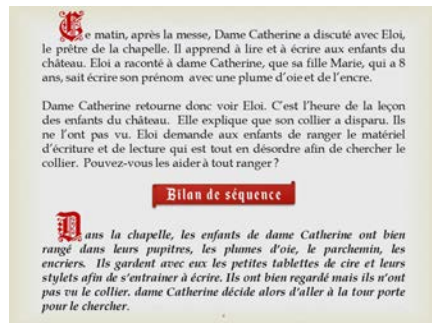 Ce matin, après la messe, Dame Catherine a discuté avec Eloi,
le prêtre de la chapelle. Il apprend à lire et à écrire aux enfants du
château. Eloi a raconté à dame Catherine, que sa fille Marie, qui a 8
ans, sait écrire son prénom avec une plume d'oie et de l'encre.
Dame Catherine retourne donc voir Eloi. C'est l'heure de la leçon
des enfants du château. Elle explique que son collier a disparu. Ils
ne l'ont pas vu. Eloi demande aux enfants de ranger le matériel
d'écriture et de lecture qui est tout en désordre afin de chercher le
collier. Pouvez-vous les aider à tout ranger ?
Bilan de séquence
Dans la chapelle, les enfants de dame Catherine ont bien
rangé dans leurs pupitres, les plumes d'oie, le parchemin, les
encriers. Ils gardent avec eux les petites tablettes de cire et leurs
stylets afin de s'entrainer à écrire. Ils ont bien regardé mais ils n'ont
pas vu le collier. dame Catherine décide alors d'aller à la tour porte
pour le chercher.